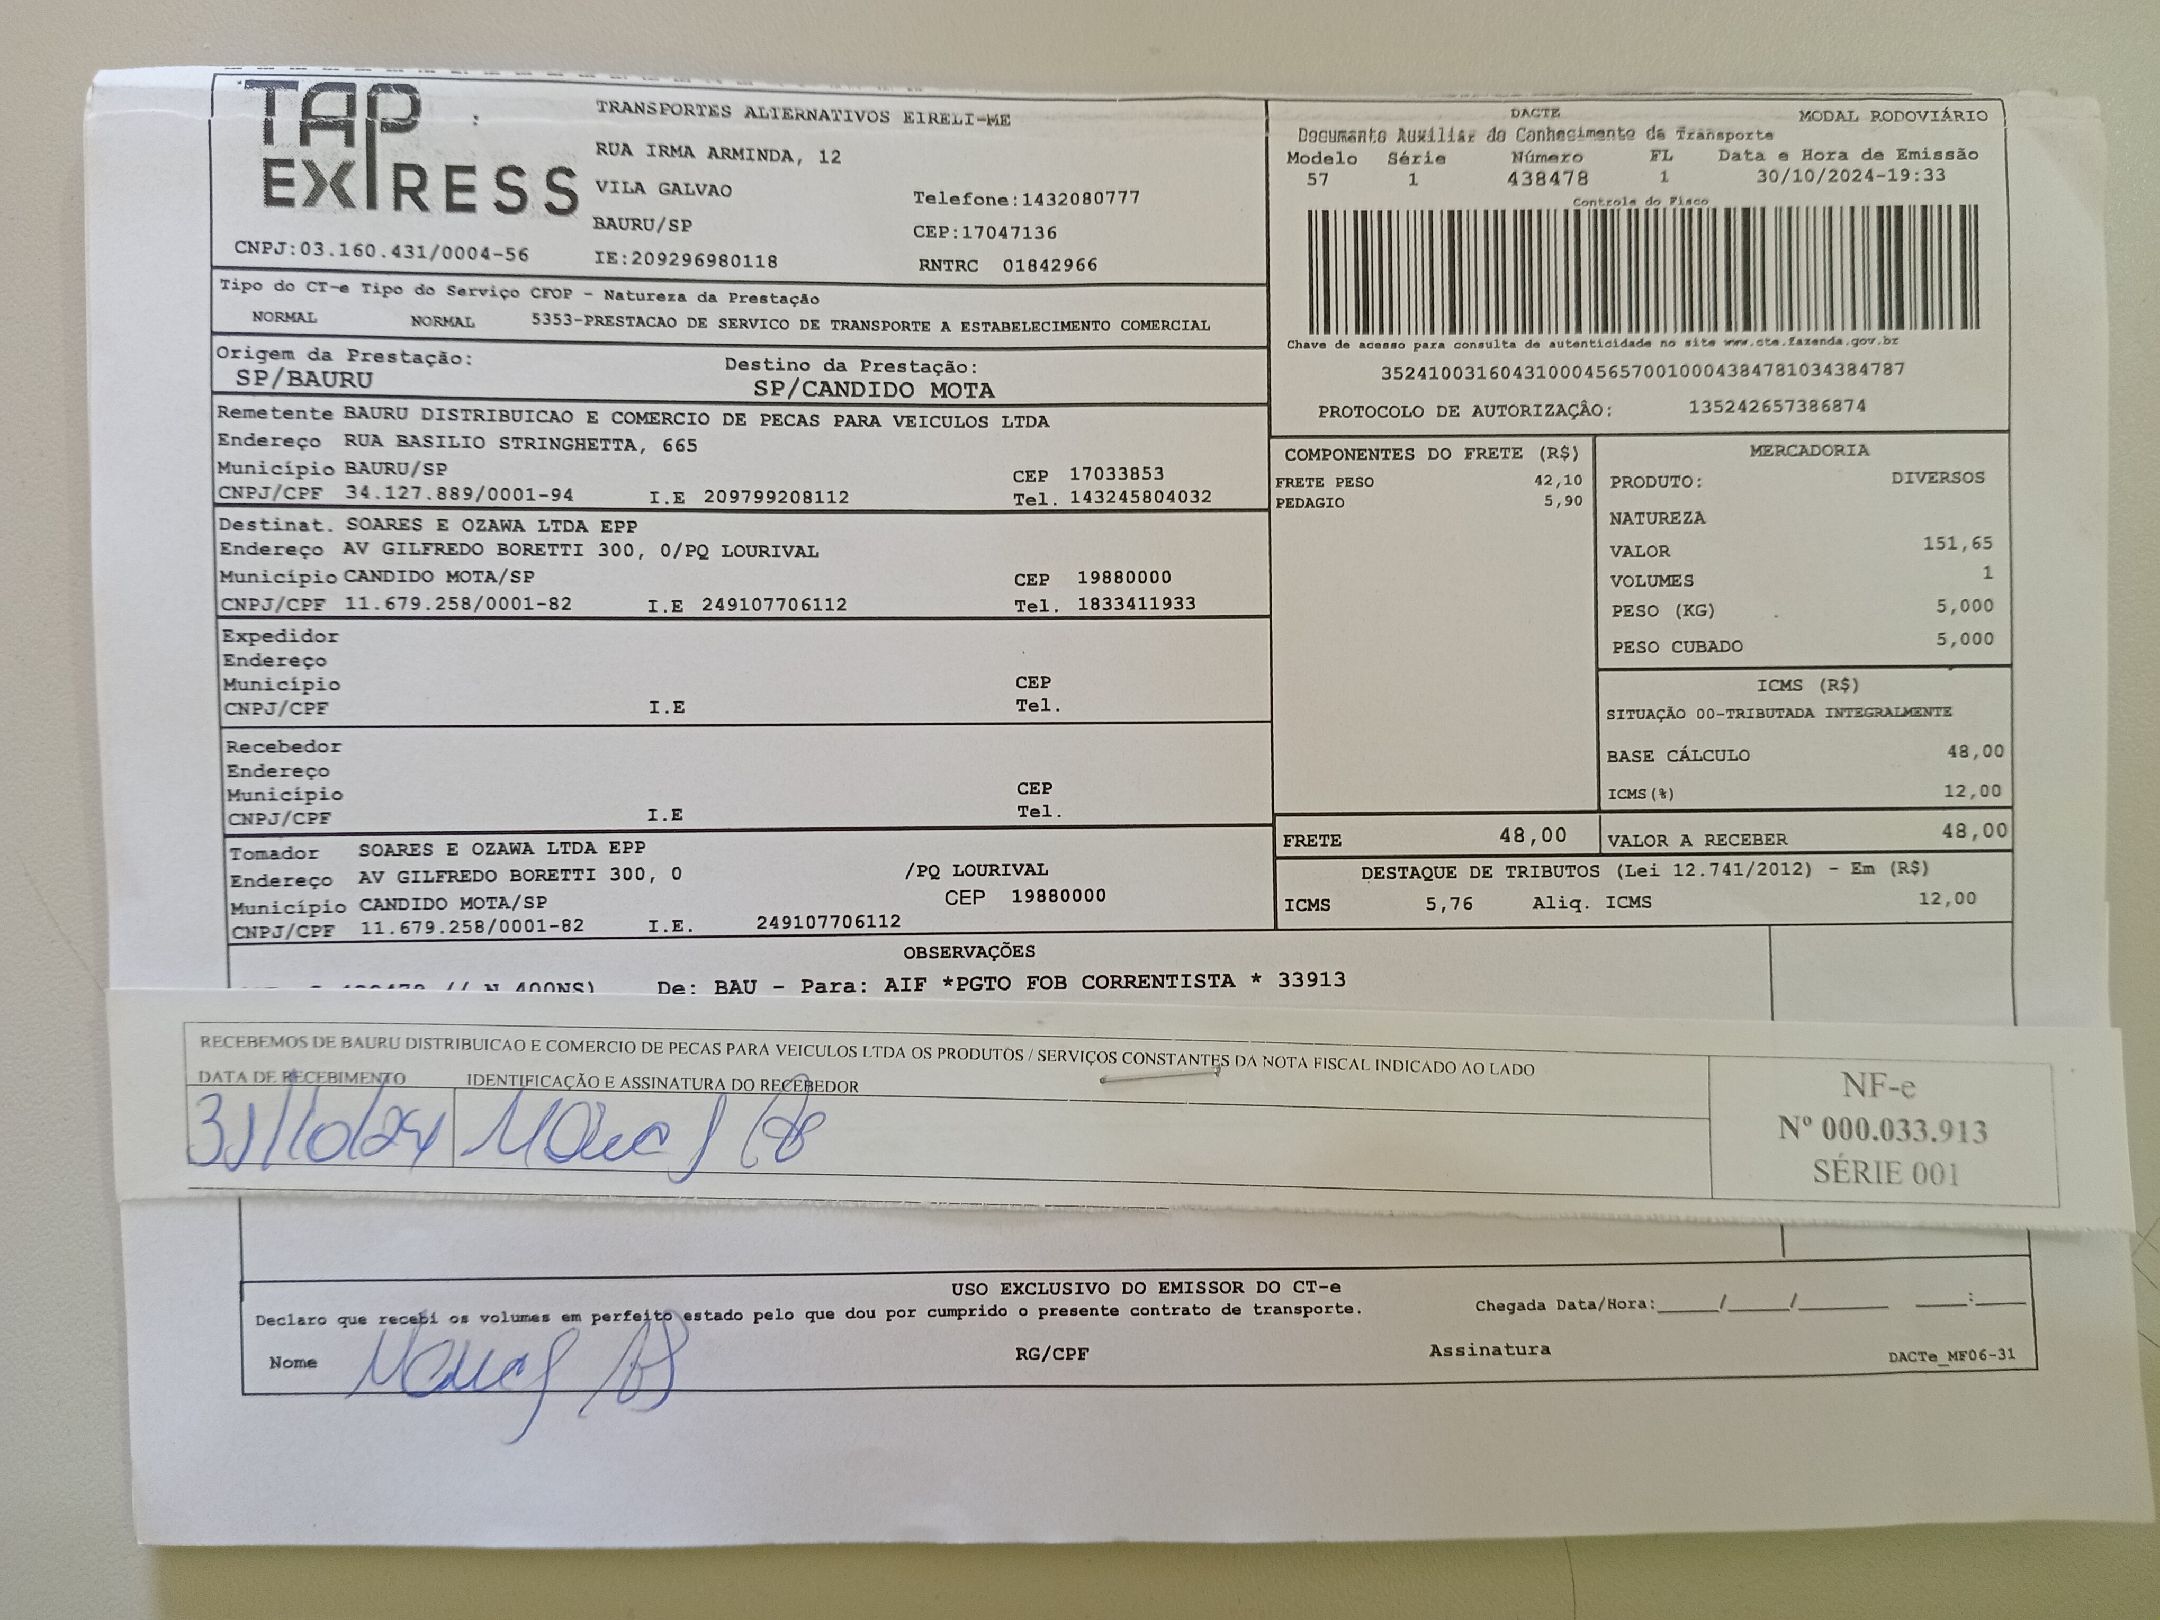 TAP EXPRESS
TRANSPORTES ALTERNATIVOS EIRELI-ME
RUA IRMA ARMINDA, 12
VILA GALVAO
Telefone:1432080777
BAURU/SP
CEP:17047136
CNPJ:03.160.431/0004-56
IE:209296980118
RNTRC 01842966
DACTE
MODAL RODOVIÁRIO
Documento Auxiliar do Conhecimento de Transporte
Modelo Série Número FL Data e Hora de Emissão
57 1 438478 1 30/10/2024-19:33
Controle do Fisco
Chave de acesso para consulta de autenticidade no site www.cte.fazenda.gov.br
35241003160431000456570010004384781034384787
PROTOCOLO DE AUTORIZAÇÃO: 135242657386874
Tipo do CT-e Tipo do Serviço CFOP - Natureza da Prestação
NORMAL NORMAL 5353-PRESTACAO DE SERVICO DE TRANSPORTE A ESTABELECIMENTO COMERCIAL
Origem da Prestação: Destino da Prestação:
SP/BAURU SP/CANDIDO MOTA
Remetente BAURU DISTRIBUICAO E COMERCIO DE PECAS PARA VEICULOS LTDA
Endereço RUA BASILIO STRINGHETTA, 665
Município BAURU/SP CEP 17033853
CNPJ/CPF 34.127.889/0001-94 I.E 209799208112 Tel. 143245804032
Destinat. SOARES E OZAWA LTDA EPP
Endereço AV GILFREDO BORETTI 300, 0/PQ LOURIVAL
Município CANDIDO MOTA/SP CEP 19880000
CNPJ/CPF 11.679.258/0001-82 I.E 249107706112 Tel. 1833411933
Expedidor
Endereço
Município CEP
CNPJ/CPF I.E Tel.
Recebedor
Endereço
Município CEP
CNPJ/CPF I.E Tel.
Tomador SOARES E OZAWA LTDA EPP
Endereço AV GILFREDO BORETTI 300, 0 /PQ LOURIVAL
Município CANDIDO MOTA/SP CEP 19880000
CNPJ/CPF 11.679.258/0001-82 I.E. 249107706112
COMPONENTES DO FRETE (R$)
FRETE PESO 42,10
PEDAGIO 5,90
MERCADORIA
PRODUTO: DIVERSOS
NATUREZA
VALOR 151,65
VOLUMES 1
PESO (KG) 5,000
PESO CUBADO 5,000
ICMS (R$)
SITUAÇÃO 00-TRIBUTADA INTEGRALMENTE
BASE CÁLCULO 48,00
ICMS(%) 12,00
FRETE 48,00 VALOR A RECEBER 48,00
DESTAQUE DE TRIBUTOS (Lei 12.741/2012) - Em (R$)
ICMS 5,76 Aliq. ICMS 12,00
OBSERVAÇÕES
De: BAU - Para: AIF *PGTO FOB CORRENTISTA * 33913
RECEBEMOS DE BAURU DISTRIBUICAO E COMERCIO DE PECAS PARA VEICULOS LTDA OS PRODUTOS / SERVIÇOS CONSTANTES DA NOTA FISCAL INDICADO AO LADO
DATA DE RECEBIMENTO IDENTIFICAÇÃO E ASSINATURA DO RECEBEDOR
31/10/24
NF-e
Nº 000.033.913
SÉRIE 001
USO EXCLUSIVO DO EMISSOR DO CT-e
Declaro que recebi os volumes em perfeito estado pelo que dou por cumprido o presente contrato de transporte.
Chegada Data/Hora:____/____/______ ____:____
Nome RG/CPF Assinatura
DACTe_MF06-31